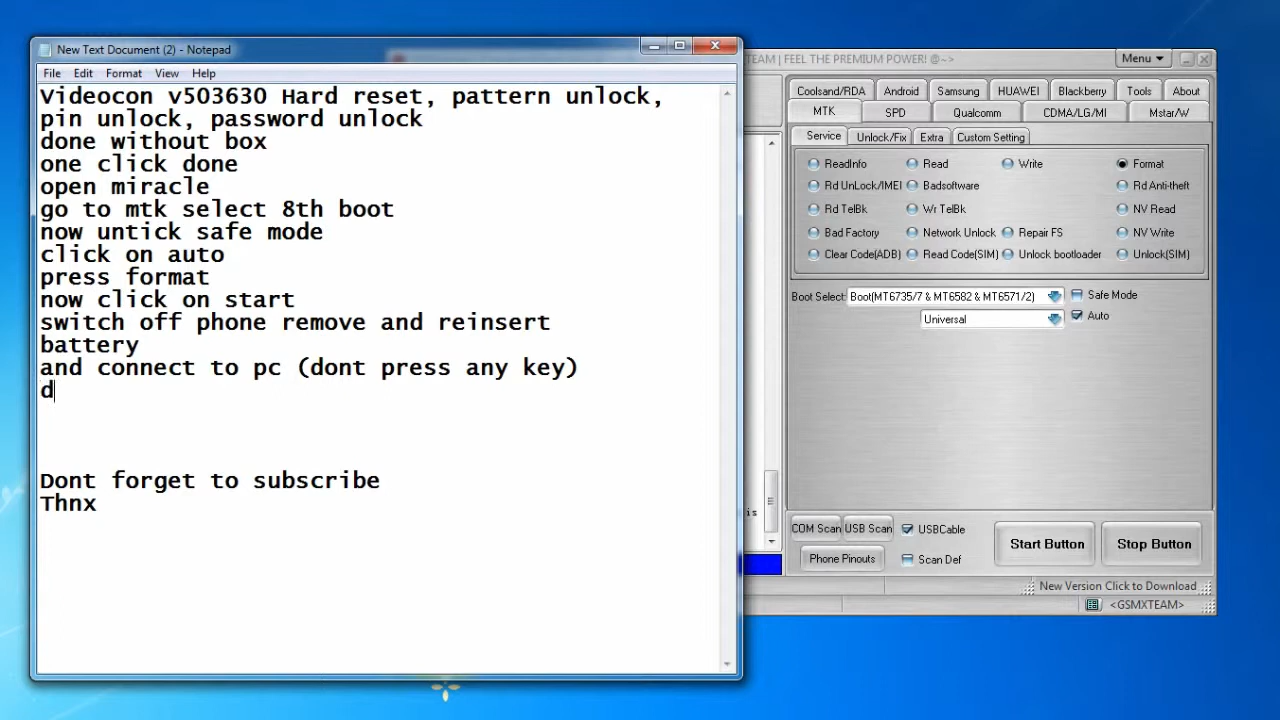 New Text Document (2) - Notepad
File Edit Format View Help
Videocon v503630 Hard reset, pattern unlock,
pin unlock, password unlock
done without box
one click done
open miracle
go to mtk select 8th boot
now untick safe mode
click on auto
press format
now click on start
switch off phone remove and reinsert
battery
and connect to pc (dont press any key)
d
Dont forget to subscribe
Thnx
TEAM | FEEL THE PREMIUM POWER! @~>
Menu
Coolsand/RDA Android Samsung HUAWEI Blackberry Tools About
MTK SPD Qualcomm CDMA/LG/MI Mstar/W
Service Unlock/Fix Extra Custom Setting
ReadInfo Read Write Format
Rd UnLock/IMEI Badsoftware Rd Anti-theft
Rd TelBk Wr TelBk NV Read
Bad Factory Network Unlock Repair FS NV Write
Clear Code(ADB) Read Code(SIM) Unlock bootloader Unlock(SIM)
Boot Select: Boot(MT6735/7 & MT6582 & MT6571/2) Safe Mode
Universal Auto
is
COM Scan USB Scan USBCable
Phone Pinouts Scan Def
Start Button Stop Button
New Version Click to Download
<GSMXTEAM>